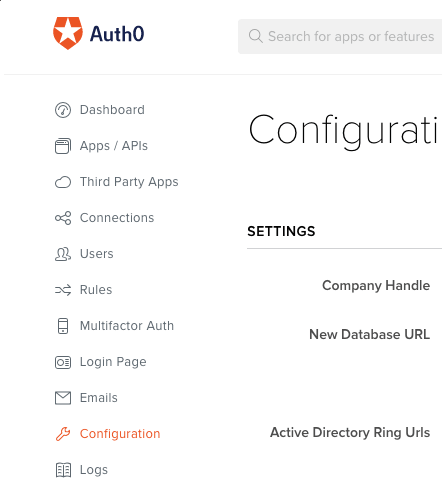 Auth0
Search for apps or features
Dashboard
Apps / APIs
Third Party Apps
Connections
Users
Rules
Multifactor Auth
Login Page
Emails
Configuration
Logs
Configurati
SETTINGS
Company Handle
New Database URL
Active Directory Ring Urls